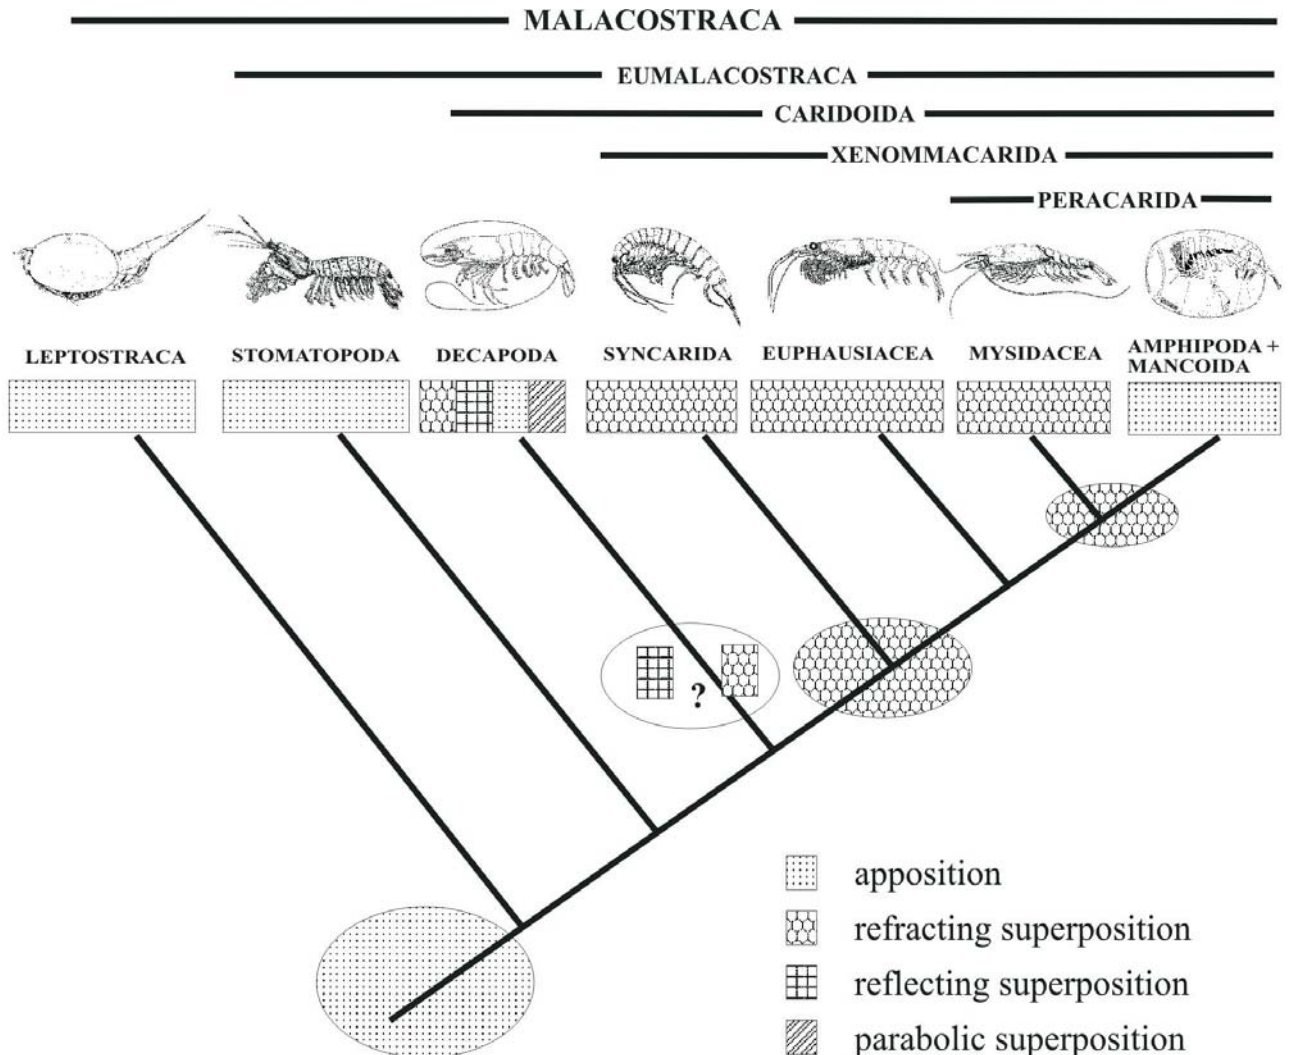 MALACOSTRACA
EUMALACOSTRACA
CARIDOIDA
XENOMMACARIDA
PERACARIDA
LEPTOSTRACA
STOMATOPODA
DECAPODA
SYNCARIDA
EUPHAUSIACEA
MYSIDACEA
AMPHIPODA +
MANCOIDA
?
apposition
refracting superposition
reflecting superposition
parabolic superposition